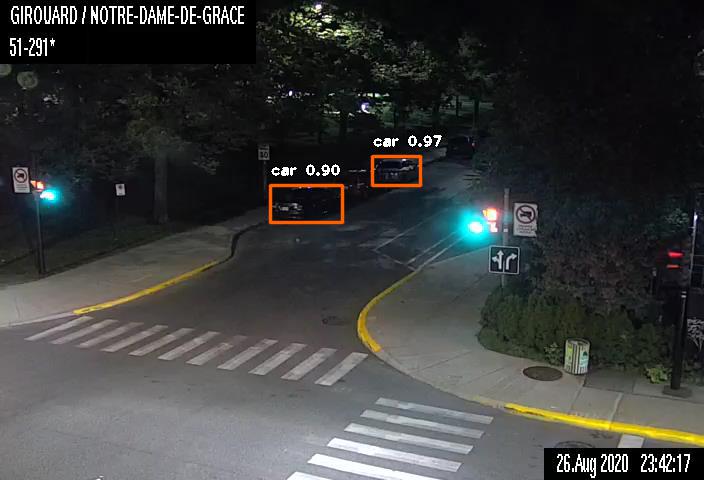 GIROUARD / NOTRE-DAME-DE-GRACE
51-291*
car 0.97
car 0.90
26.Aug 2020 23:42:17